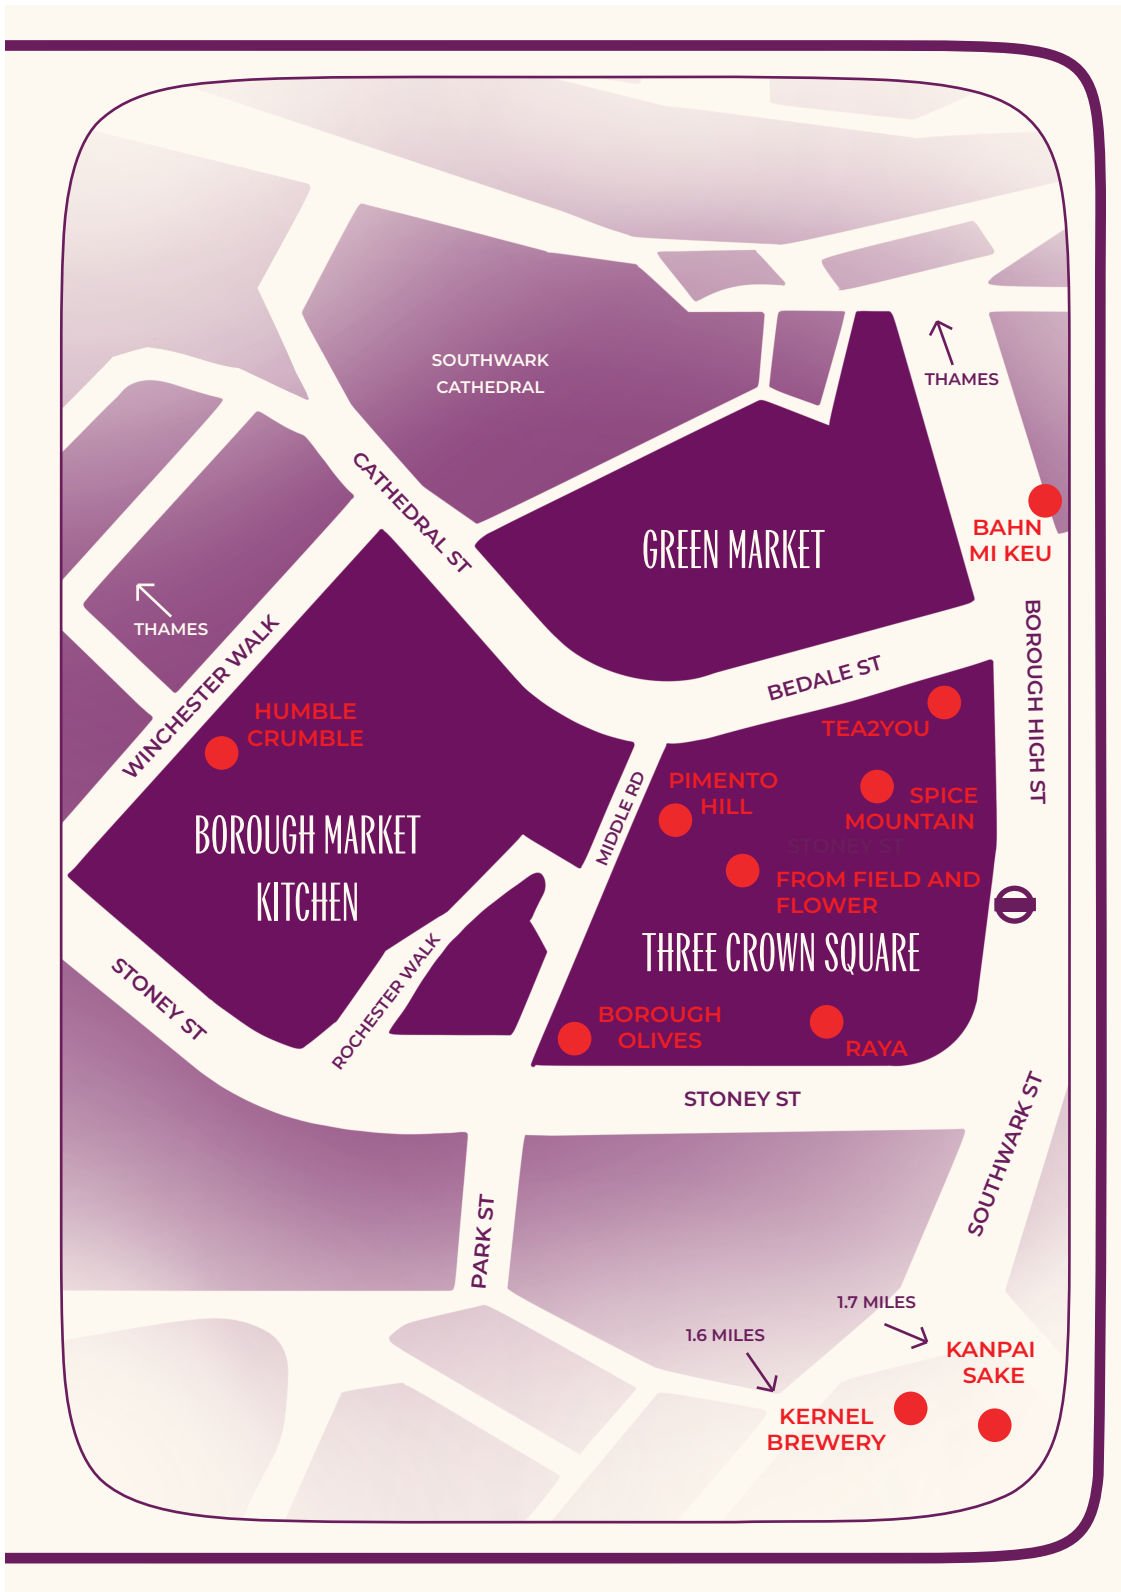 SOUTHWARK
CATHEDRAL
THAMES
CATHEDRAL ST
GREEN MARKET
BAHN
MI KEU
THAMES
WINCHESTER WALK
BOROUGH HIGH ST
BEDALE ST
HUMBLE
CRUMBLE
TEA2YOU
PIMENTO
HILL
MIDDLE RD
SPICE
MOUNTAIN
BOROUGH MARKET
KITCHEN
STONEY ST
FROM FIELD AND
FLOWER
THREE CROWN SQUARE
STONEY ST
ROCHESTER WALK
BOROUGH
OLIVES
RAYA
STONEY ST
SOUTHWARK ST
PARK ST
1.7 MILES
1.6 MILES
KANPAI
SAKE
KERNEL
BREWERY